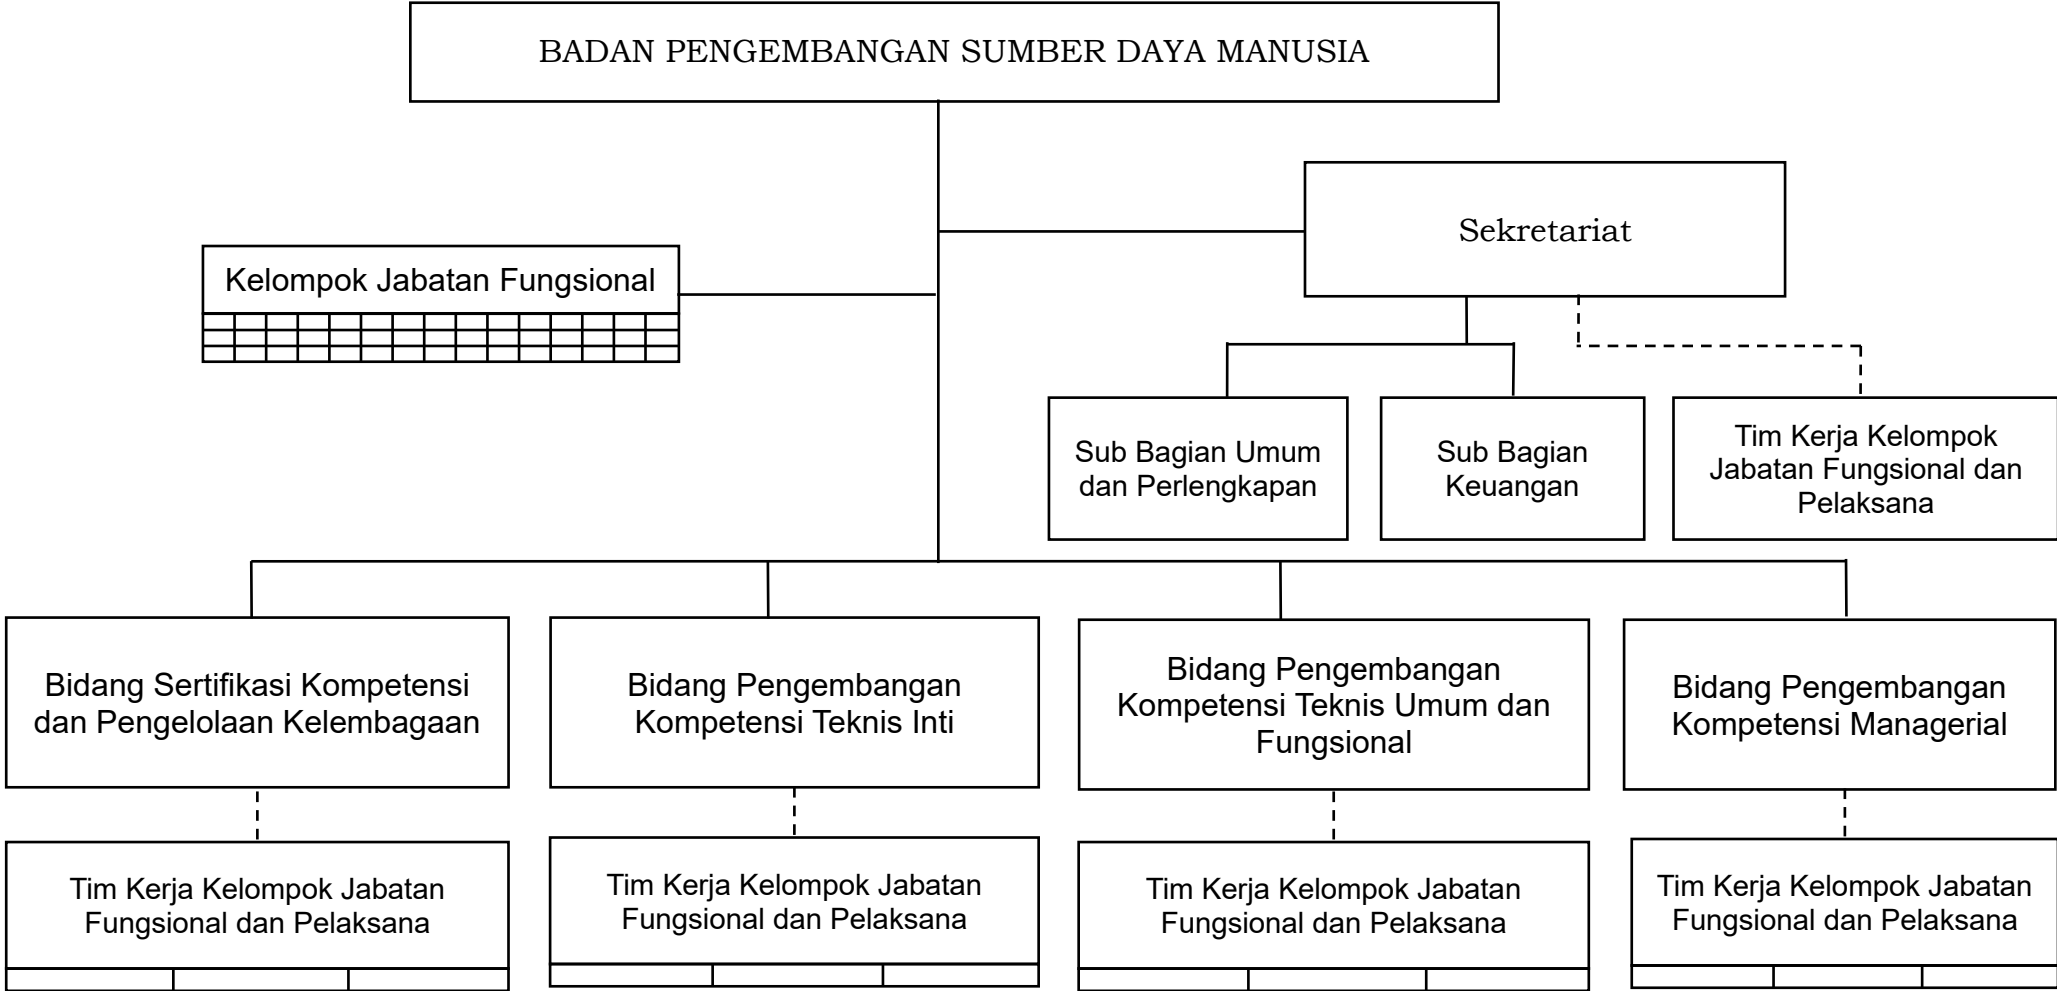 BADAN PENGEMBANGAN SUMBER DAYA MANUSIA
Sekretariat
Kelompok Jabatan Fungsional
Sub Bagian Umum
dan Perlengkapan
Sub Bagian
Keuangan
Tim Kerja Kelompok
Jabatan Fungsional dan
Pelaksana
Bidang Sertifikasi Kompetensi
dan Pengelolaan Kelembagaan
Bidang Pengembangan
Kompetensi Teknis Inti
Bidang Pengembangan
Kompetensi Teknis Umum dan
Fungsional
Bidang Pengembangan
Kompetensi Managerial
Tim Kerja Kelompok Jabatan
Fungsional dan Pelaksana
Tim Kerja Kelompok Jabatan
Fungsional dan Pelaksana
Tim Kerja Kelompok Jabatan
Fungsional dan Pelaksana
Tim Kerja Kelompok Jabatan
Fungsional dan Pelaksana